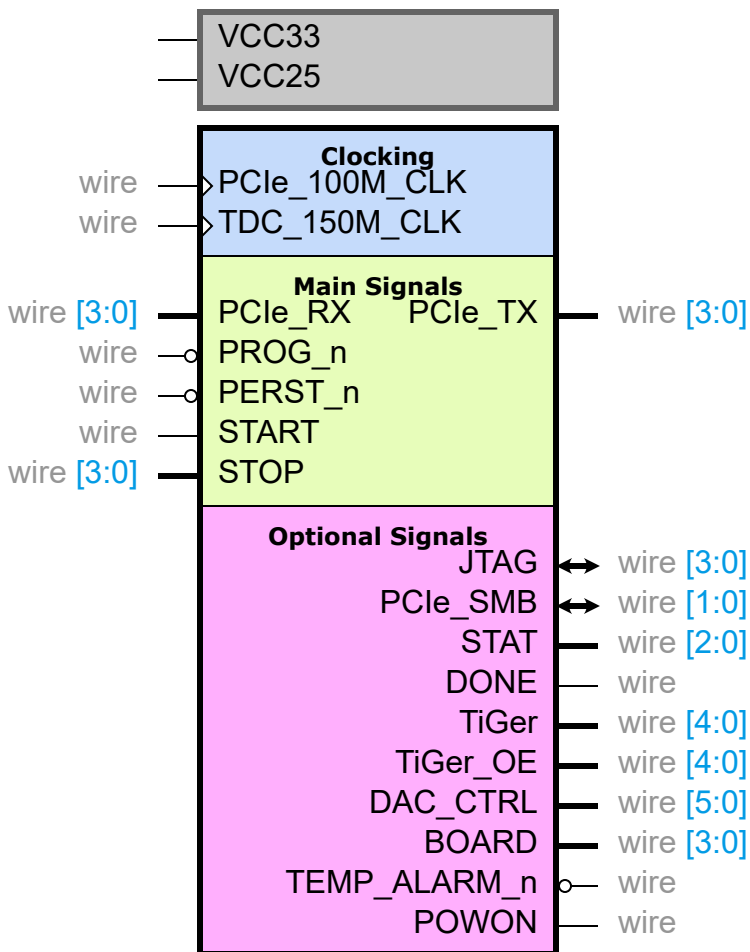 VCC33
VCC25
Clocking
wire PCIe_100M_CLK
wire TDC_150M_CLK
Main Signals
wire [3:0] PCIe_RX PCIe_TX wire [3:0]
wire PROG_n
wire PERST_n
wire START
wire [3:0] STOP
Optional Signals
JTAG wire [3:0]
PCIe_SMB wire [1:0]
STAT wire [2:0]
DONE wire
TiGer wire [4:0]
TiGer_OE wire [4:0]
DAC_CTRL wire [5:0]
BOARD wire [3:0]
TEMP_ALARM_n wire
POWON wire